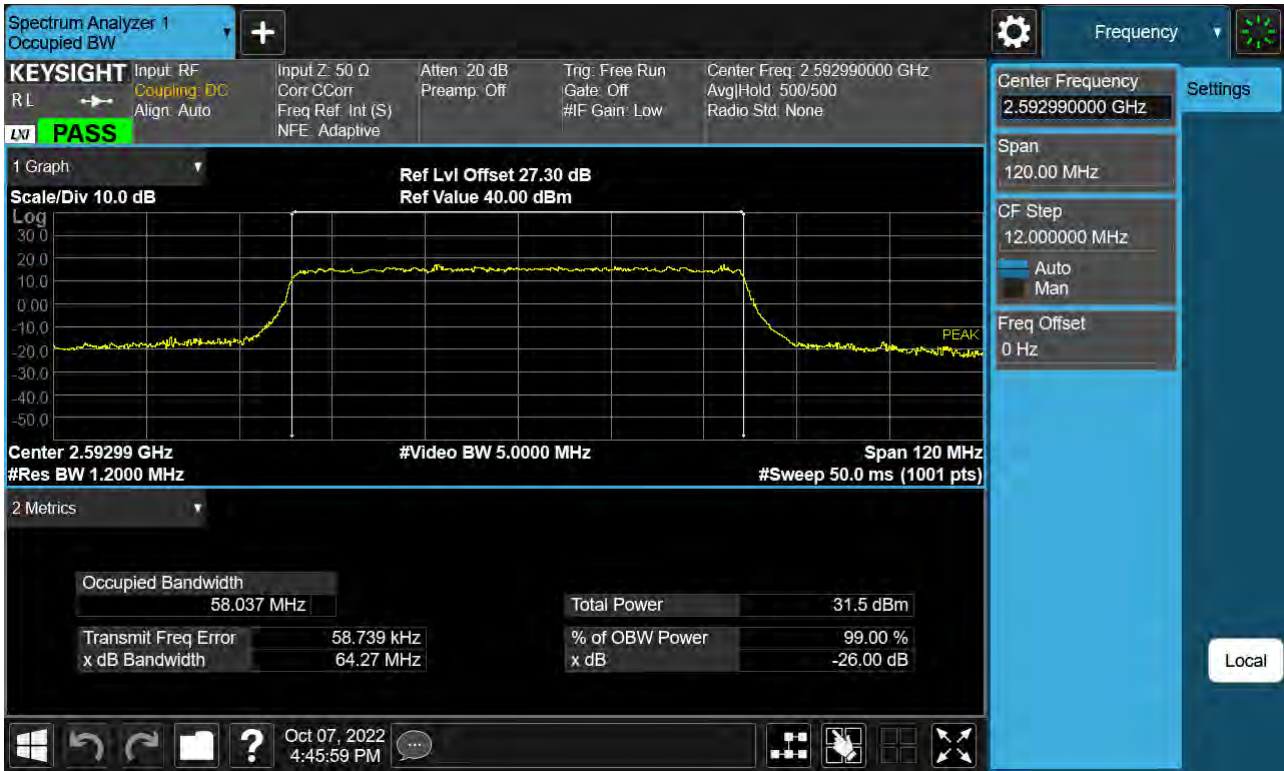 Spectrum Analyzer 1
Occupied BW
+
Frequency
KEYSIGHT
RL
LXI
PASS
Input: RF
Coupling: DC
Align: Auto
Input Z: 50 Ω
Corr CCorr
Freq Ref: Int (S)
NFE: Adaptive
Atten: 20 dB
Preamp: Off
Trig: Free Run
Gate: Off
#IF Gain: Low
Center Freq: 2.592990000 GHz
Avg|Hold: 500/500
Radio Std: None
Center Frequency
2.592990000 GHz
Settings
Span
120.00 MHz
CF Step
12.000000 MHz
Auto
Man
Freq Offset
0 Hz
Local
1 Graph
Scale/Div 10.0 dB
Ref Lvl Offset 27.30 dB
Ref Value 40.00 dBm
Log
30.0
20.0
10.0
0.00
-10.0
-20.0
-30.0
-40.0
-50.0
PEAK
Center 2.59299 GHz
#Video BW 5.0000 MHz
Span 120 MHz
#Res BW 1.2000 MHz
#Sweep 50.0 ms (1001 pts)
2 Metrics
Occupied Bandwidth
58.037 MHz
Total Power 31.5 dBm
Transmit Freq Error 58.739 kHz
% of OBW Power 99.00 %
x dB Bandwidth 64.27 MHz
x dB -26.00 dB
?
Oct 07, 2022
4:45:59 PM